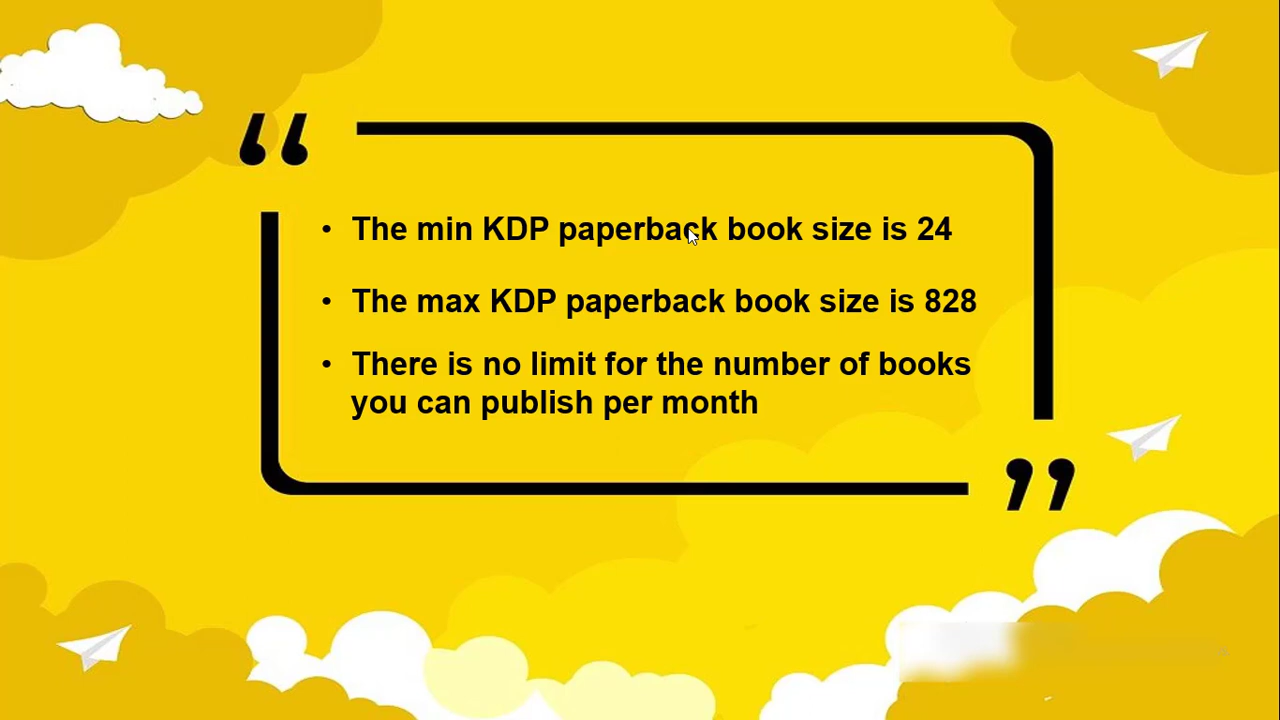 • The min KDP paperback book size is 24
• The max KDP paperback book size is 828
• There is no limit for the number of books
you can publish per month